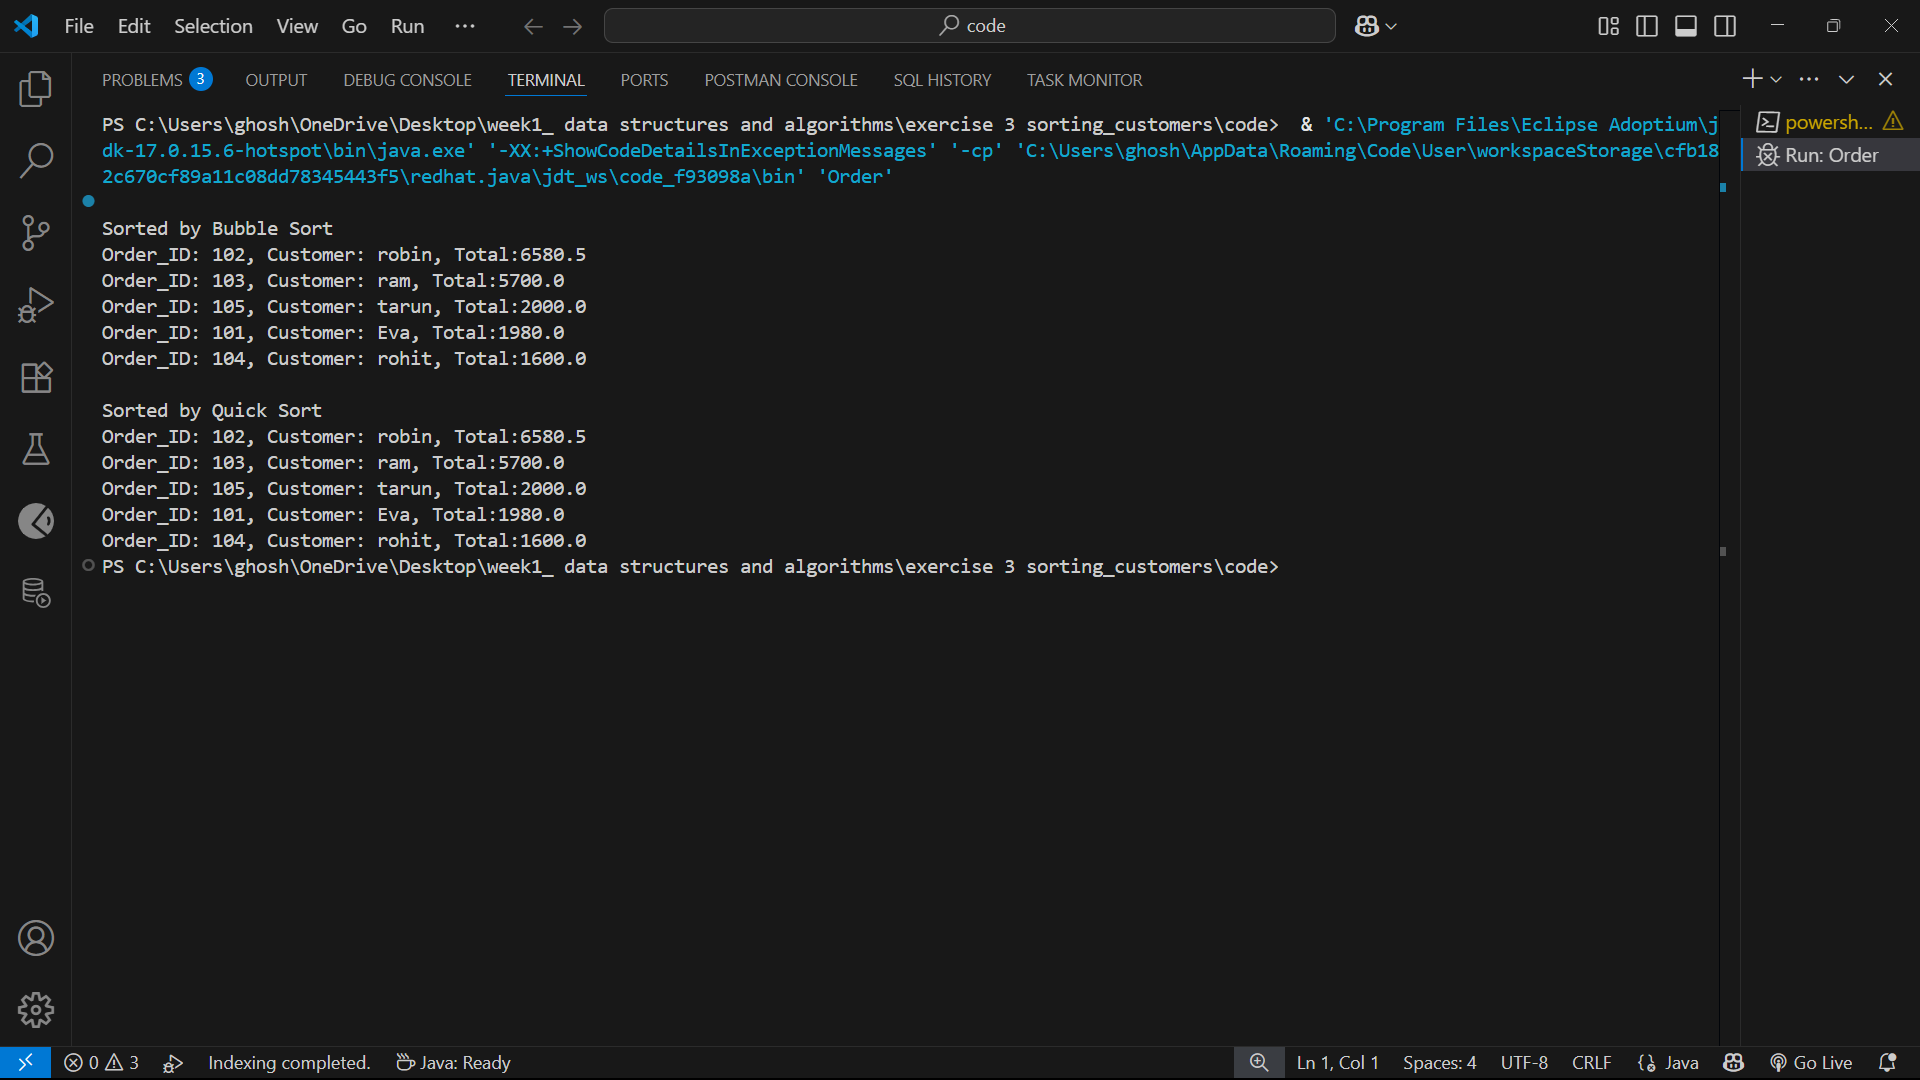 File Edit Selection View Go Run ··· code
PROBLEMS 3 OUTPUT DEBUG CONSOLE TERMINAL PORTS POSTMAN CONSOLE SQL HISTORY TASK MONITOR
PS C:\Users\ghosh\OneDrive\Desktop\week1_ data structures and algorithms\exercise 3 sorting_customers\code>  & 'C:\Program Files\Eclipse Adoptium\j
dk-17.0.15.6-hotspot\bin\java.exe' '-XX:+ShowCodeDetailsInExceptionMessages' '-cp' 'C:\Users\ghosh\AppData\Roaming\Code\User\workspaceStorage\cfb18
2c670cf89a11c08dd78345443f5\redhat.java\jdt_ws\code_f93098a\bin' 'Order'
powersh...
Run: Order
Sorted by Bubble Sort
Order_ID: 102, Customer: robin, Total:6580.5
Order_ID: 103, Customer: ram, Total:5700.0
Order_ID: 105, Customer: tarun, Total:2000.0
Order_ID: 101, Customer: Eva, Total:1980.0
Order_ID: 104, Customer: rohit, Total:1600.0
Sorted by Quick Sort
Order_ID: 102, Customer: robin, Total:6580.5
Order_ID: 103, Customer: ram, Total:5700.0
Order_ID: 105, Customer: tarun, Total:2000.0
Order_ID: 101, Customer: Eva, Total:1980.0
Order_ID: 104, Customer: rohit, Total:1600.0
PS C:\Users\ghosh\OneDrive\Desktop\week1_ data structures and algorithms\exercise 3 sorting_customers\code>
0 3 Indexing completed. Java: Ready Ln 1, Col 1 Spaces: 4 UTF-8 CRLF Java Go Live